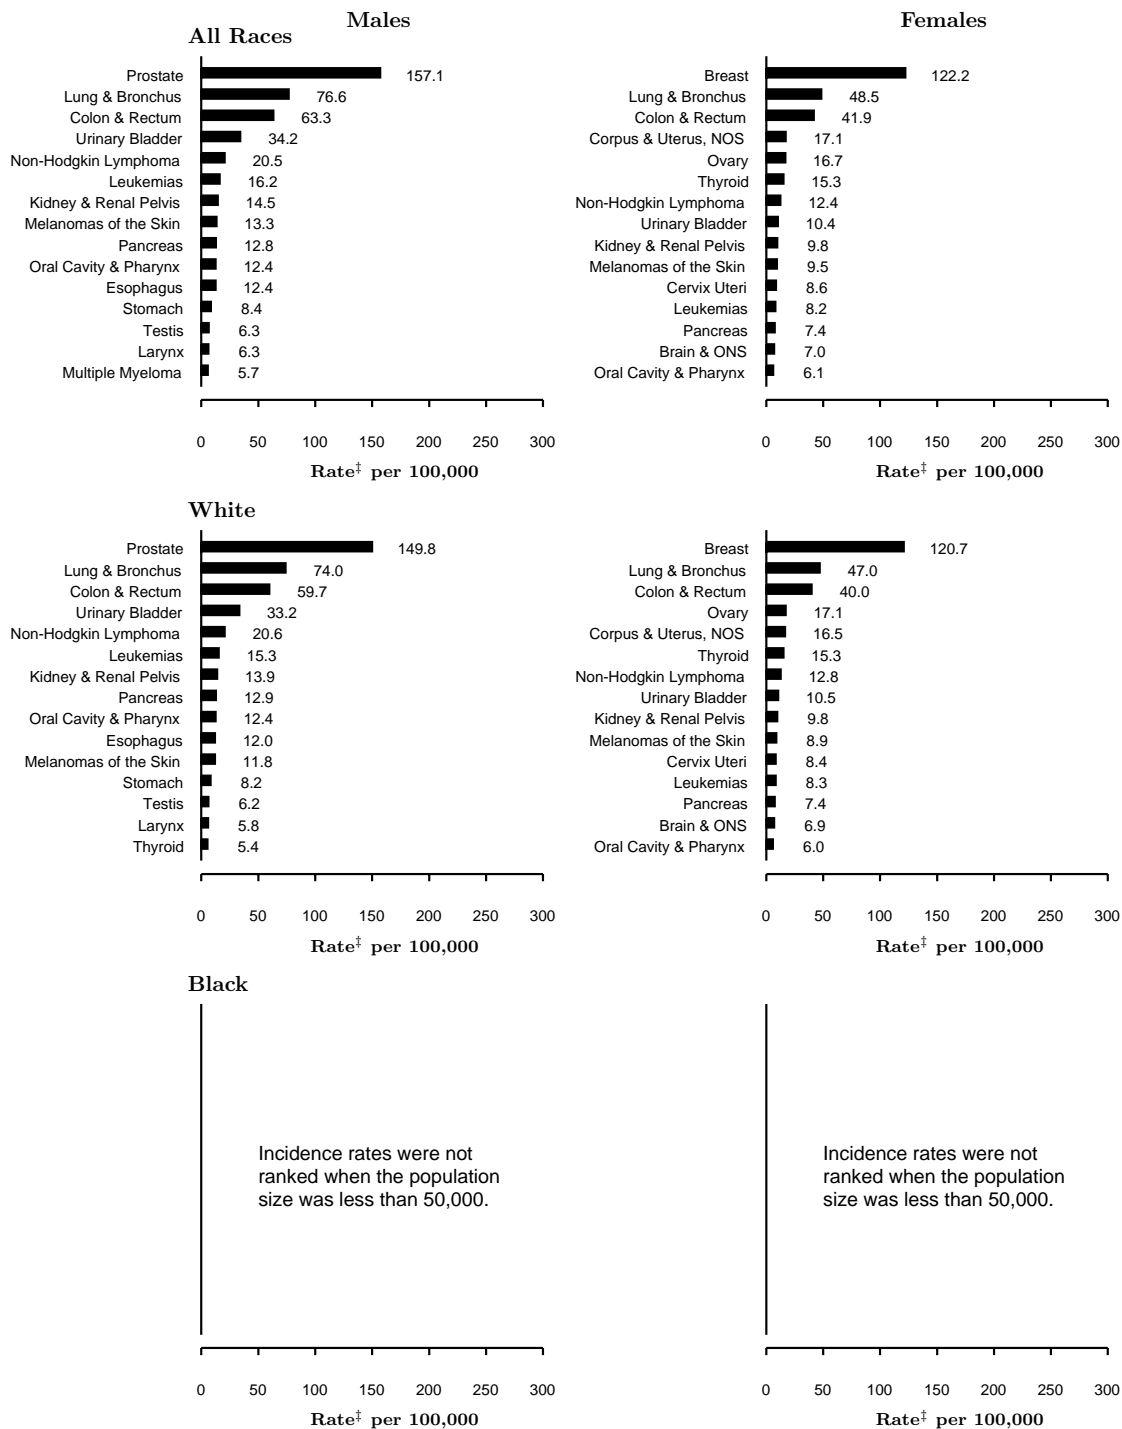 Males
Females
All Races
Prostate 157.1
Lung & Bronchus 76.6
Colon & Rectum 63.3
Urinary Bladder 34.2
Non-Hodgkin Lymphoma 20.5
Leukemias 16.2
Kidney & Renal Pelvis 14.5
Melanomas of the Skin 13.3
Pancreas 12.8
Oral Cavity & Pharynx 12.4
Esophagus 12.4
Stomach 8.4
Testis 6.3
Larynx 6.3
Multiple Myeloma 5.7
0 50 100 150 200 250 300
Rate‡ per 100,000
Breast 122.2
Lung & Bronchus 48.5
Colon & Rectum 41.9
Corpus & Uterus, NOS 17.1
Ovary 16.7
Thyroid 15.3
Non-Hodgkin Lymphoma 12.4
Urinary Bladder 10.4
Kidney & Renal Pelvis 9.8
Melanomas of the Skin 9.5
Cervix Uteri 8.6
Leukemias 8.2
Pancreas 7.4
Brain & ONS 7.0
Oral Cavity & Pharynx 6.1
0 50 100 150 200 250 300
Rate‡ per 100,000
White
Prostate 149.8
Lung & Bronchus 74.0
Colon & Rectum 59.7
Urinary Bladder 33.2
Non-Hodgkin Lymphoma 20.6
Leukemias 15.3
Kidney & Renal Pelvis 13.9
Pancreas 12.9
Oral Cavity & Pharynx 12.4
Esophagus 12.0
Melanomas of the Skin 11.8
Stomach 8.2
Testis 6.2
Larynx 5.8
Thyroid 5.4
0 50 100 150 200 250 300
Rate‡ per 100,000
Breast 120.7
Lung & Bronchus 47.0
Colon & Rectum 40.0
Ovary 17.1
Corpus & Uterus, NOS 16.5
Thyroid 15.3
Non-Hodgkin Lymphoma 12.8
Urinary Bladder 10.5
Kidney & Renal Pelvis 9.8
Melanomas of the Skin 8.9
Cervix Uteri 8.4
Leukemias 8.3
Pancreas 7.4
Brain & ONS 6.9
Oral Cavity & Pharynx 6.0
0 50 100 150 200 250 300
Rate‡ per 100,000
Black
Incidence rates were not
ranked when the population
size was less than 50,000.
0 50 100 150 200 250 300
Rate‡ per 100,000
Incidence rates were not
ranked when the population
size was less than 50,000.
0 50 100 150 200 250 300
Rate‡ per 100,000